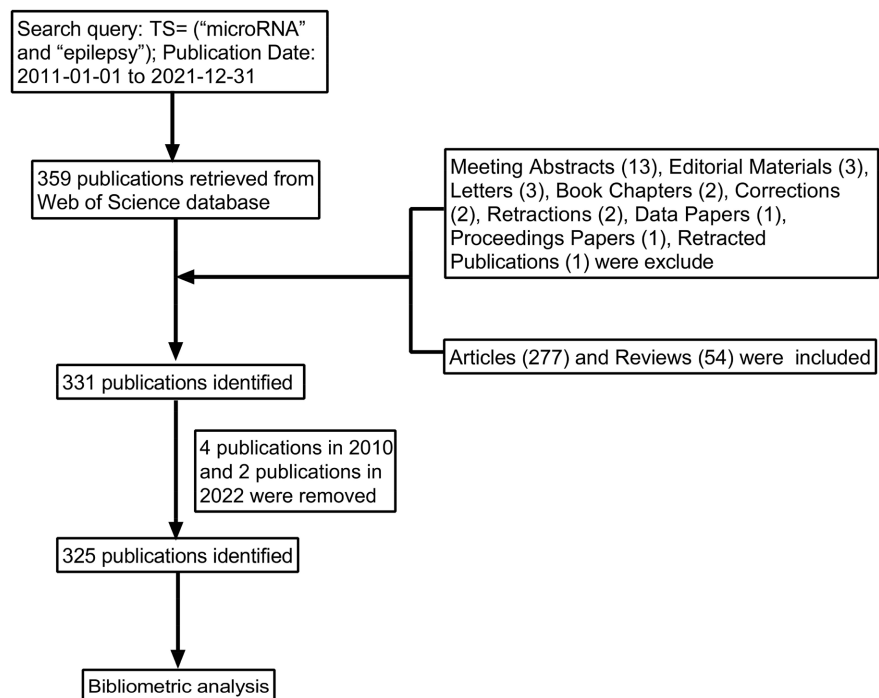 Search query: TS= (“microRNA”
and “epilepsy”); Publication Date:
2011-01-01 to 2021-12-31
359 publications retrieved from
Web of Science database
Meeting Abstracts (13), Editorial Materials (3),
Letters (3), Book Chapters (2), Corrections
(2), Retractions (2), Data Papers (1),
Proceedings Papers (1), Retracted
Publications (1) were exclude
Articles (277) and Reviews (54) were included
331 publications identified
4 publications in 2010
and 2 publications in
2022 were removed
325 publications identified
Bibliometric analysis